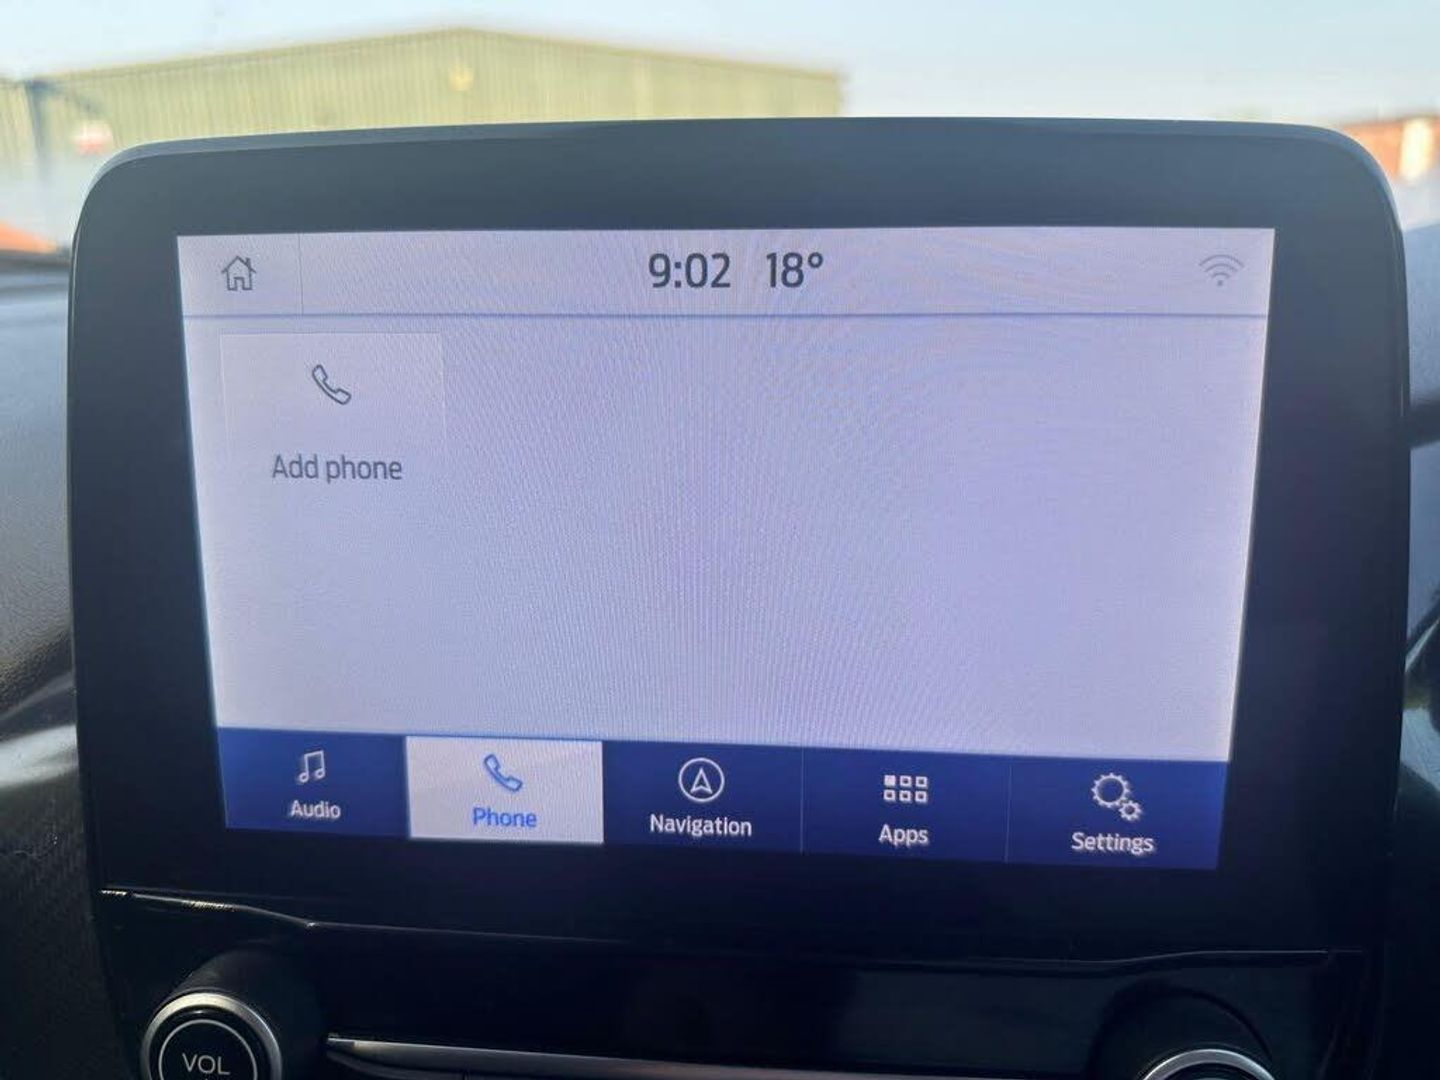 9:02 18°
Add phone
Audio
Phone
Navigation
Apps
Settings
VOL